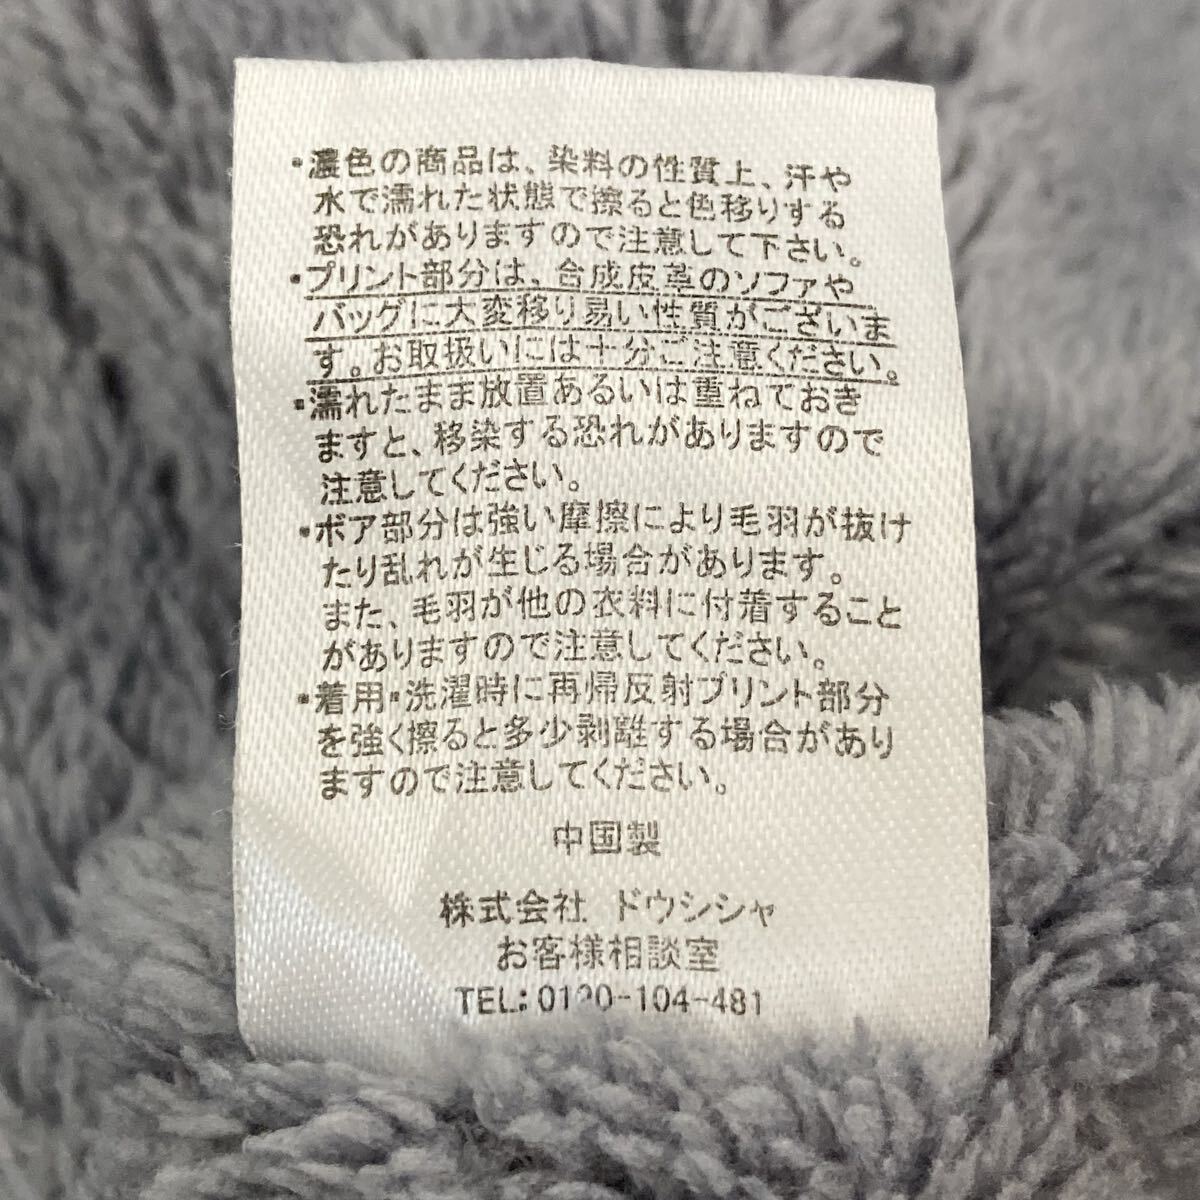 ・濃色の商品は、染料の性質上、汗や
水で濡れた状態で擦ると色移りする
恐れがありますので注意して下さい。
・プリント部分は、合成皮革のソファや
バッグに大変移り易い性質がございま
す。お取扱いには十分ご注意ください。
・濡れたまま放置あるいは重ねておき
ますと、移染する恐れがありますので
注意してください。
・ボア部分は強い摩擦により毛羽が抜け
たり乱れが生じる場合があります。
また、毛羽が他の衣料に付着すること
がありますので注意してください。
・着用・洗濯時に再帰反射プリント部分
を強く擦ると多少剥離する場合があり
ますので注意してください。
中国製
株式会社 ドウシシャ
お客様相談室
TEL:0120-104-481